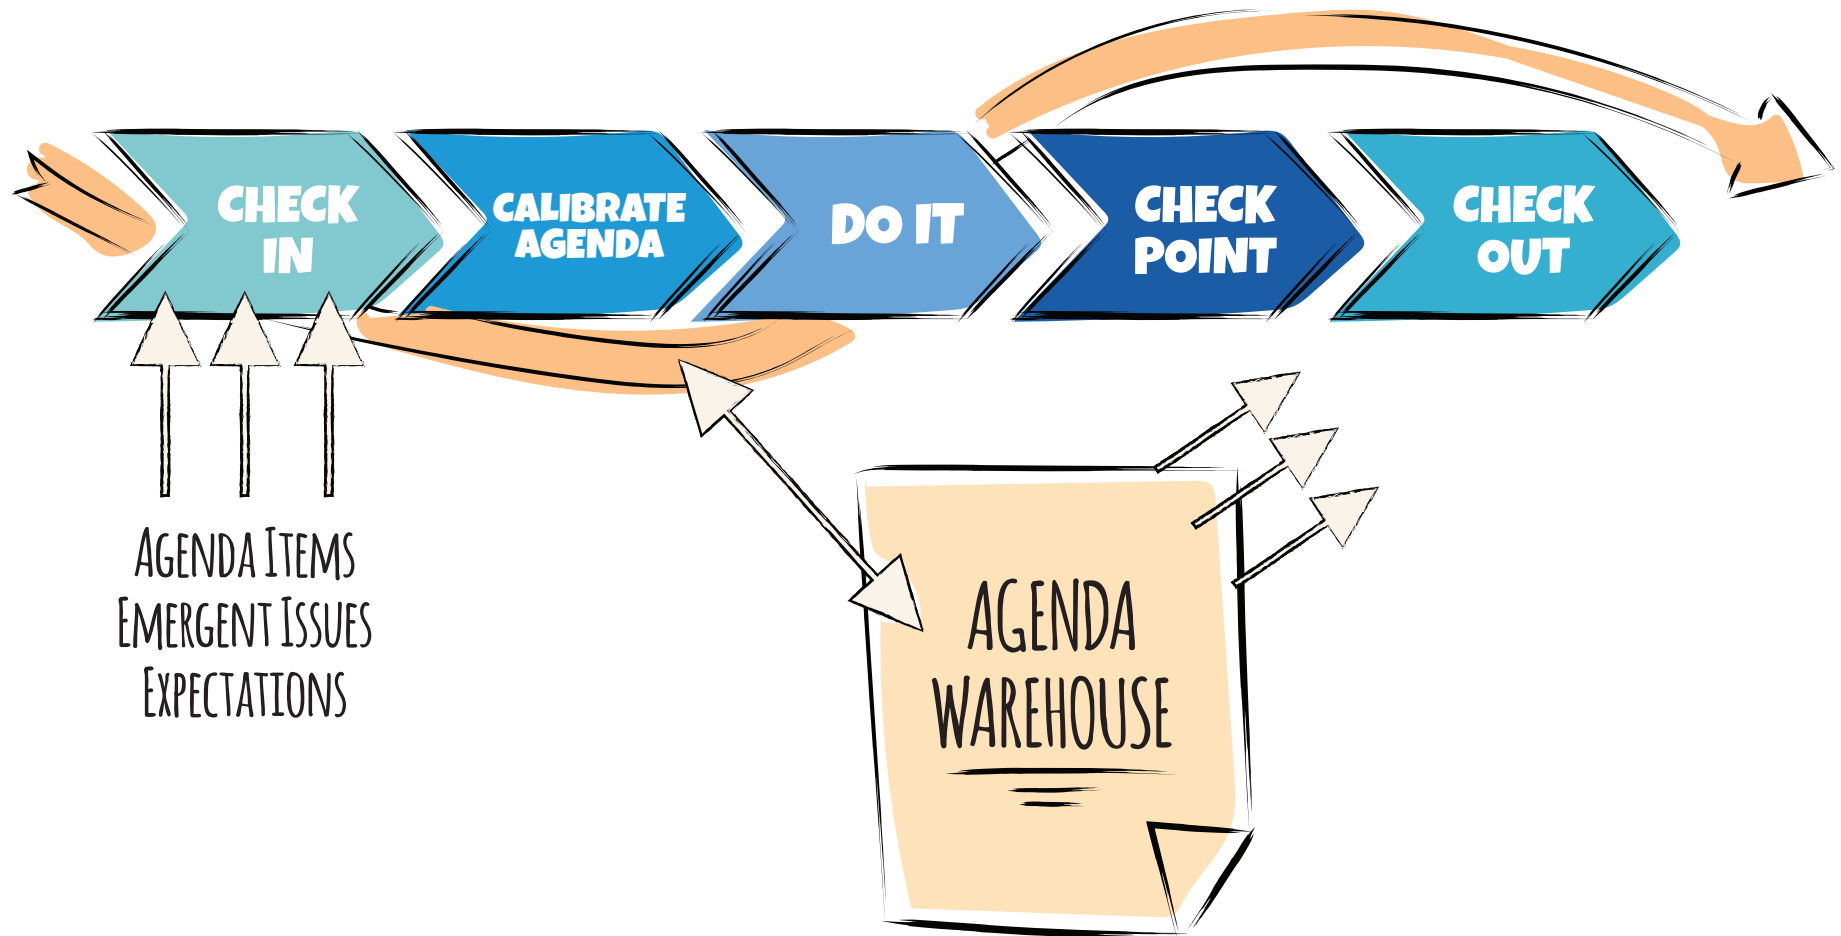 CHECK
IN
CALIBRATE
AGENDA
DO IT
CHECK
POINT
CHECK
OUT
AGENDA ITEMS
EMERGENT ISSUES
EXPECTATIONS
AGENDA
WAREHOUSE